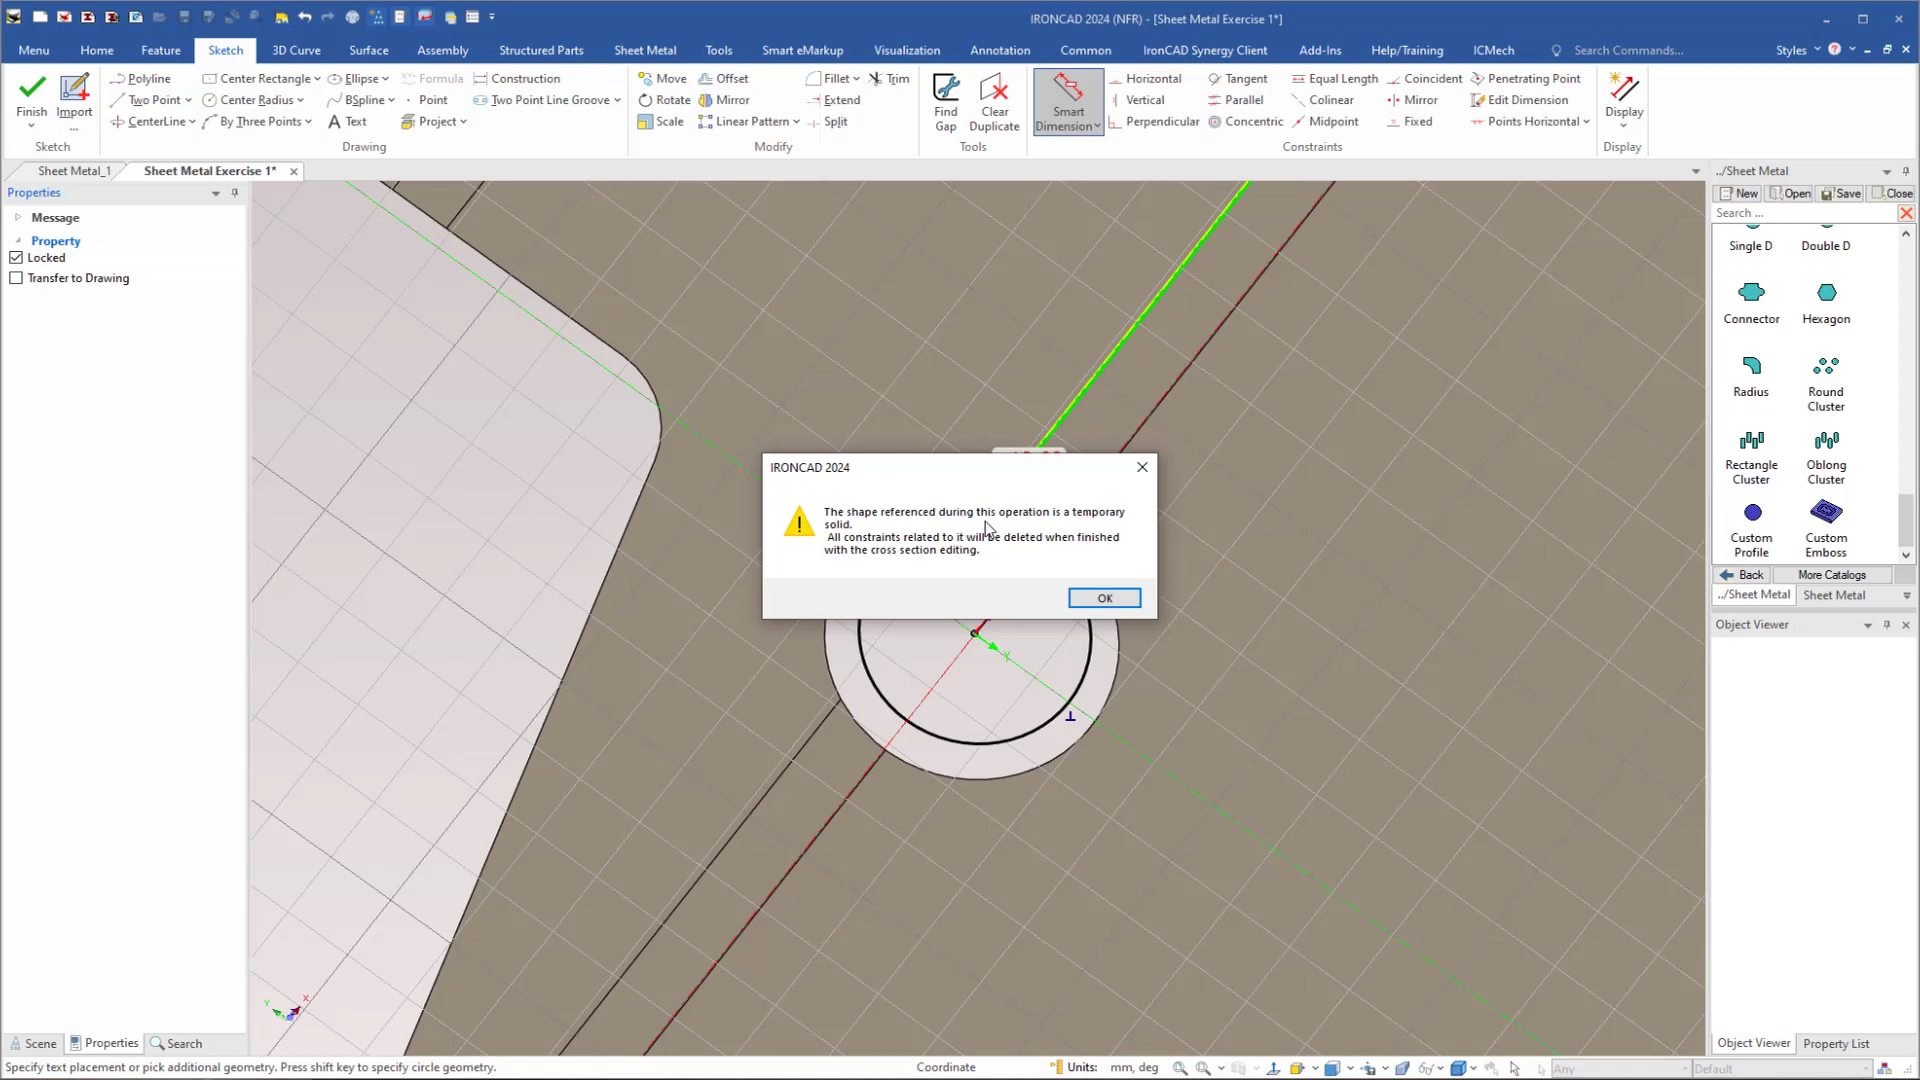 IRONCAD 2024 (NFR) - [Sheet Metal Exercise 1*]
Menu Home Feature Sketch 3D Curve Surface Assembly Structured Parts Sheet Metal Tools Smart eMarkup Visualization Annotation Common IronCAD Synergy Client Add-Ins Help/Training ICMech Search Commands... Styles
Polyline Center Rectangle Ellipse Formula Construction Move Offset Fillet Trim Horizontal Tangent Equal Length Coincident Penetrating Point
Two Point Center Radius BSpline Point Two Point Line Groove Rotate Mirror Extend Vertical Parallel Colinear Mirror Edit Dimension
Finish Import Find Clear Smart Display
CenterLine By Three Points Text Project Scale Linear Pattern Split Perpendicular Concentric Midpoint Fixed Points Horizontal
... Gap Duplicate Dimension
Sketch Drawing Modify Tools Constraints Display
Sheet Metal_1 Sheet Metal Exercise 1*
../Sheet Metal
Properties
New Open Save Close
Search ...
Message
Property
Locked
Transfer to Drawing
Single D Double D
Connector Hexagon
Radius Round
Cluster
Rectangle Oblong
Cluster Cluster
Custom Custom
Profile Emboss
Back More Catalogs
../Sheet Metal Sheet Metal
Object Viewer
IRONCAD 2024
The shape referenced during this operation is a temporary
solid.
All constraints related to it will be deleted when finished
with the cross section editing.
OK
Y
X
Y
Scene Properties Search
Object Viewer Property List
Specify text placement or pick additional geometry. Press shift key to specify circle geometry. Coordinate Units: mm, deg Any Default